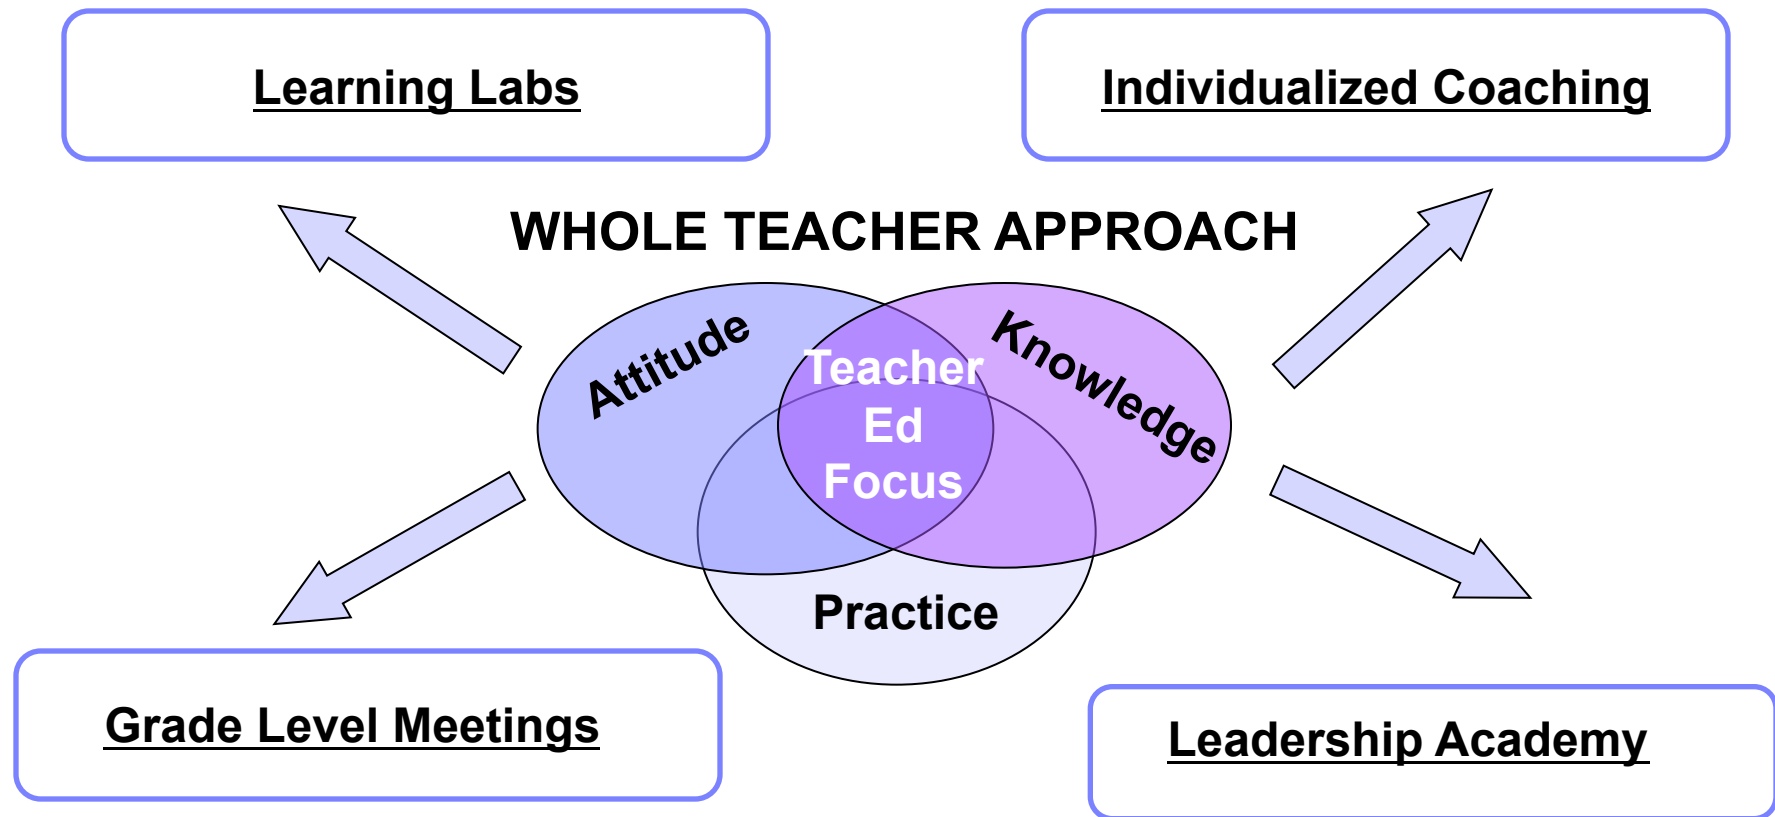 Learning Labs
Individualized Coaching
WHOLE TEACHER APPROACH
Attitude
Teacher
Ed
Focus
Knowledge
Practice
Grade Level Meetings
Leadership Academy